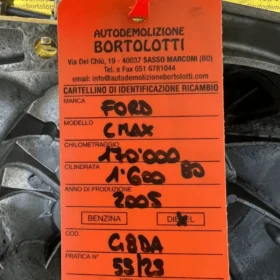 AUTODEMOLIZIONE
BORTOLOTTI
Via Dei Chiù, 19 - 40037 SASSO MARCONI (BO)
Tel. e Fax 051 6781044
email: info@autodemolizionebortolotti.com
CARTELLINO DI IDENTIFICAZIONE RICAMBIO
MARCA
FORD
MODELLO
CMAX
CHILOMETRAGGIO
170'000
CILINDRATA
1'600 80
ANNO DI PRODUZIONE
2005
BENZINA DIESEL
COD.
G8DA
PRATICA N°
55/23